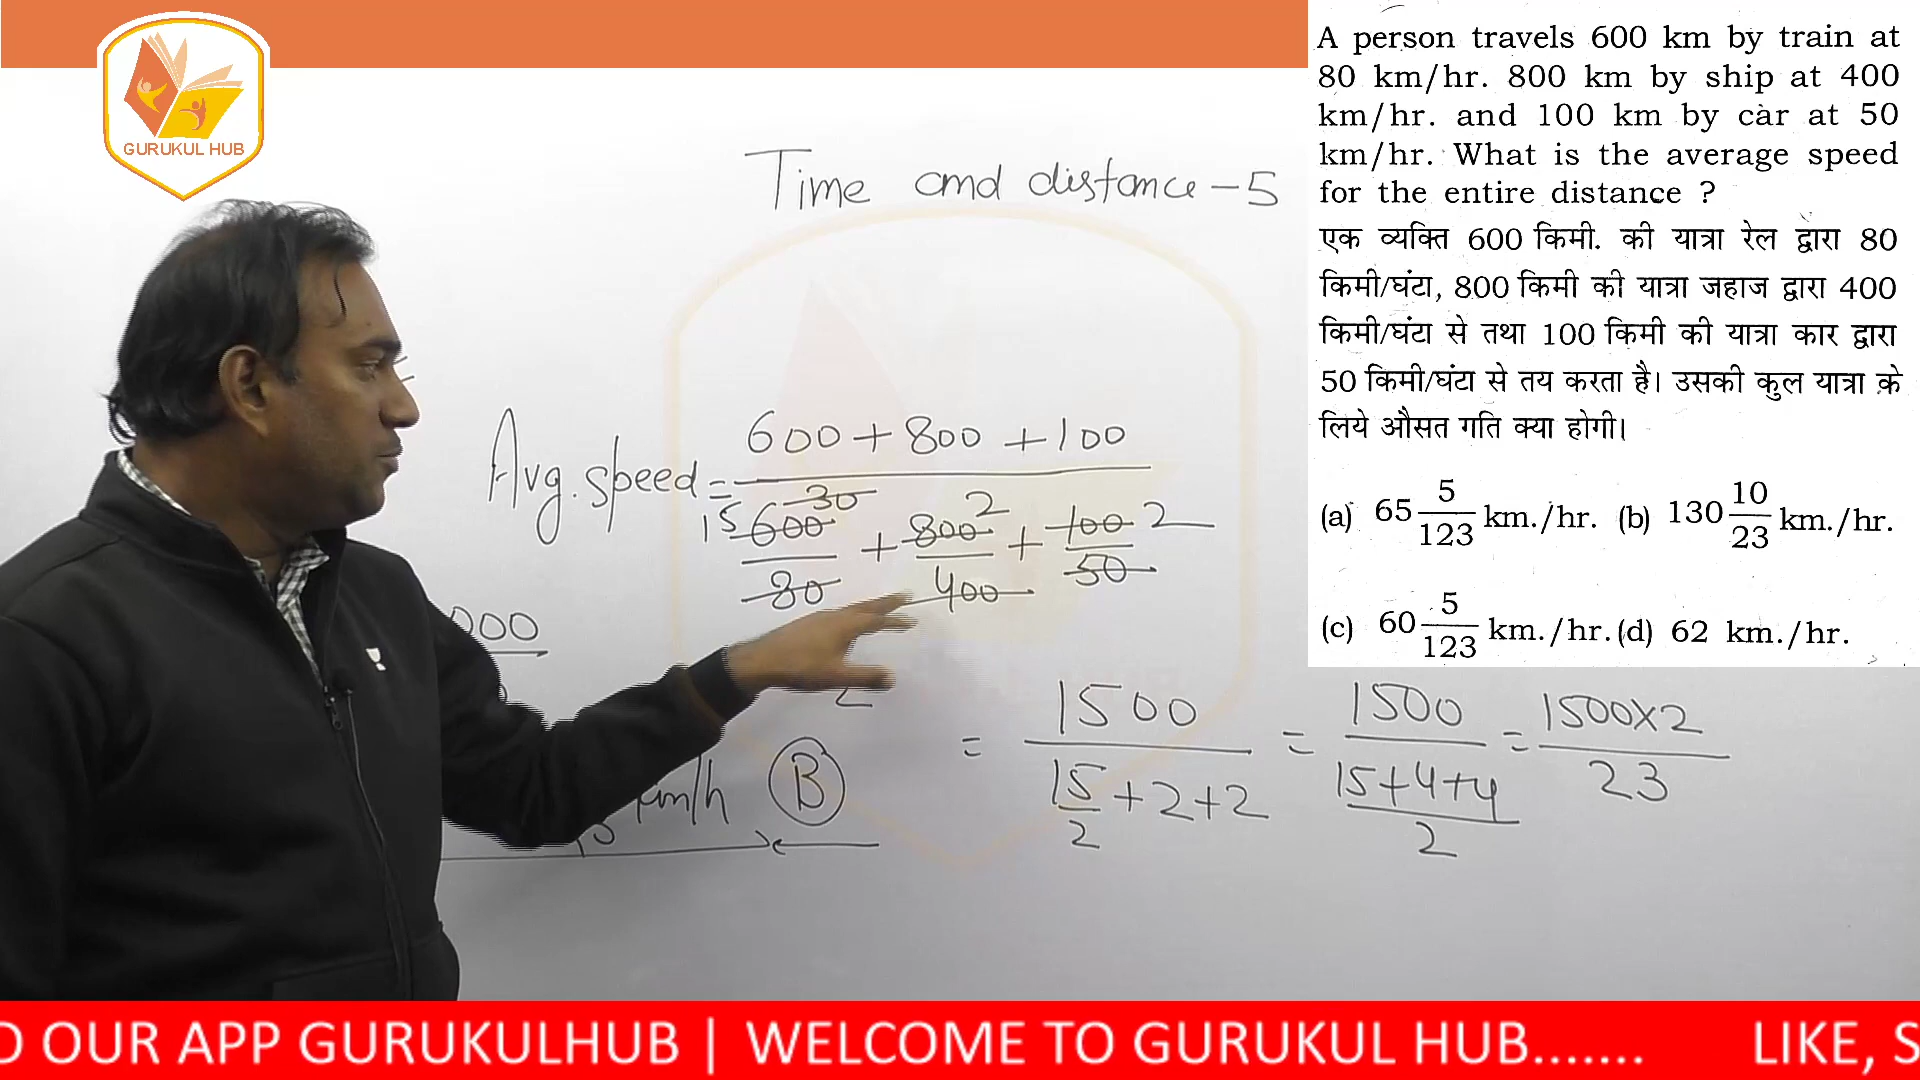 GURUKUL HUB
Time and distance-5
A person travels 600 km by train at
80 km/hr. 800 km by ship at 400
km/hr. and 100 km by car at 50
km/hr. What is the average speed
for the entire distance ?
एक व्यक्ति 600 किमी. की यात्रा रेल द्वारा 80
किमी/घंटा, 800 किमी की यात्रा जहाज द्वारा 400
किमी/घंटा से तथा 100 किमी की यात्रा कार द्वारा
50 किमी/घंटा से तय करता है। उसकी कुल यात्रा के
लिये औसत गति क्या होगी।
(a) 65 5/123 km./hr. (b) 130 10/23 km./hr.
(c) 60 5/123 km./hr. (d) 62 km./hr.
600 + 800 + 100
Avg. speed =
15 30 2 2
600/80 + 800/400 + 100/50
000
2
= 1500/(15/2 + 2 + 2) = 1500/((15+4+4)/2) = 1500×2/23
km/h B
D OUR APP GURUKULHUB | WELCOME TO GURUKUL HUB....... LIKE, S